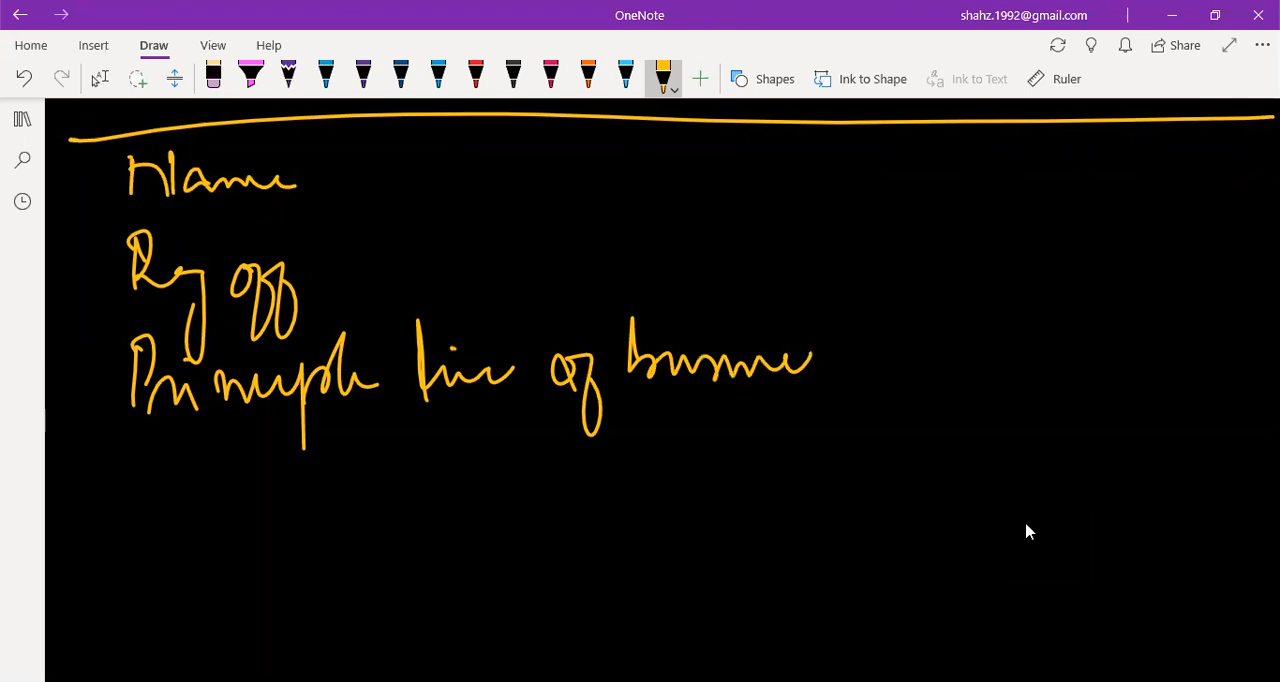 OneNote
shahz.1992@gmail.com
Home Insert Draw View Help
Share
Shapes Ink to Shape Ink to Text Ruler
Name
Reg off
Principle line of business